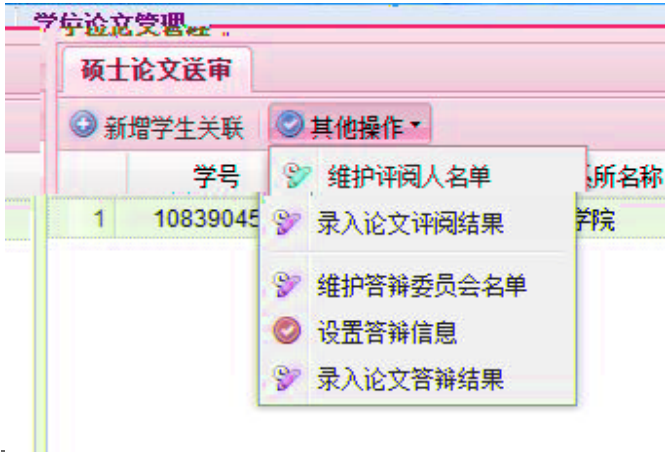 学位论文管理
硕士论文送审
新增学生关联 其他操作
学号 所名称
维护评阅人名单
1 10839045 学院
录入论文评阅结果
维护答辩委员会名单
设置答辩信息
录入论文答辩结果